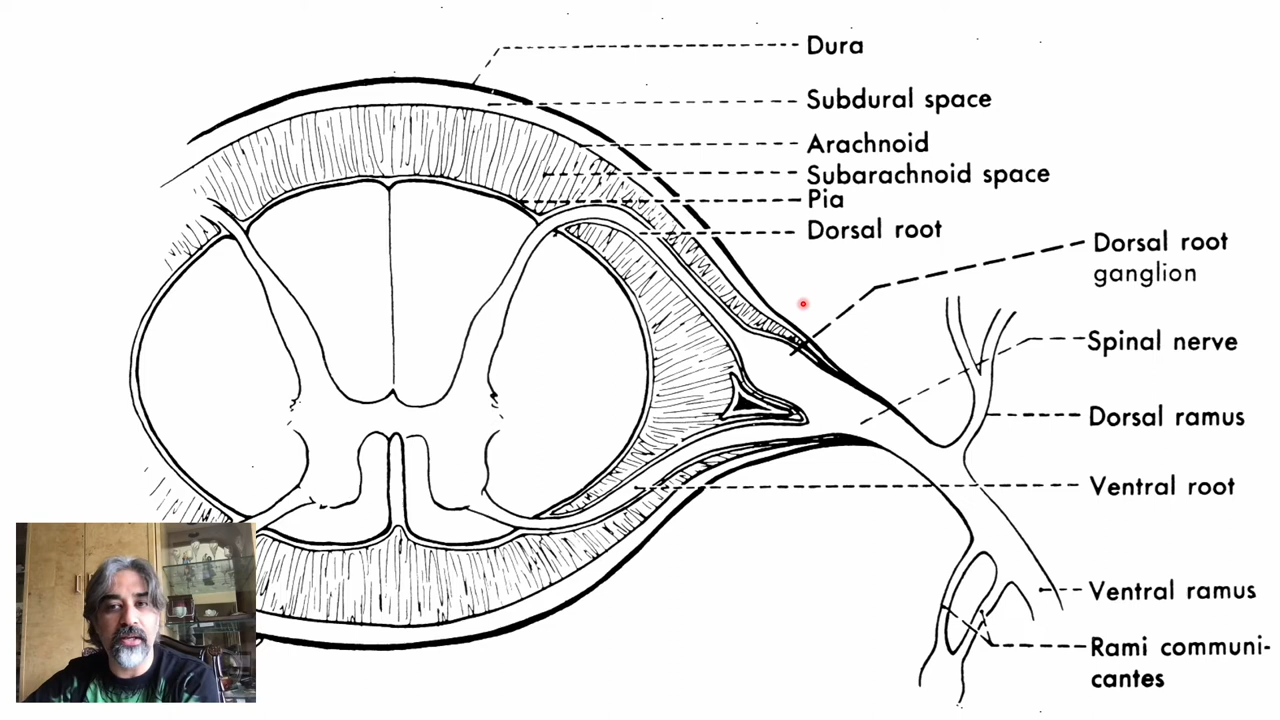 Dura
Subdural space
Arachnoid
Subarachnoid space
Pia
Dorsal root
Dorsal root
ganglion
Spinal nerve
Dorsal ramus
Ventral root
Ventral ramus
Rami communi-
cantes